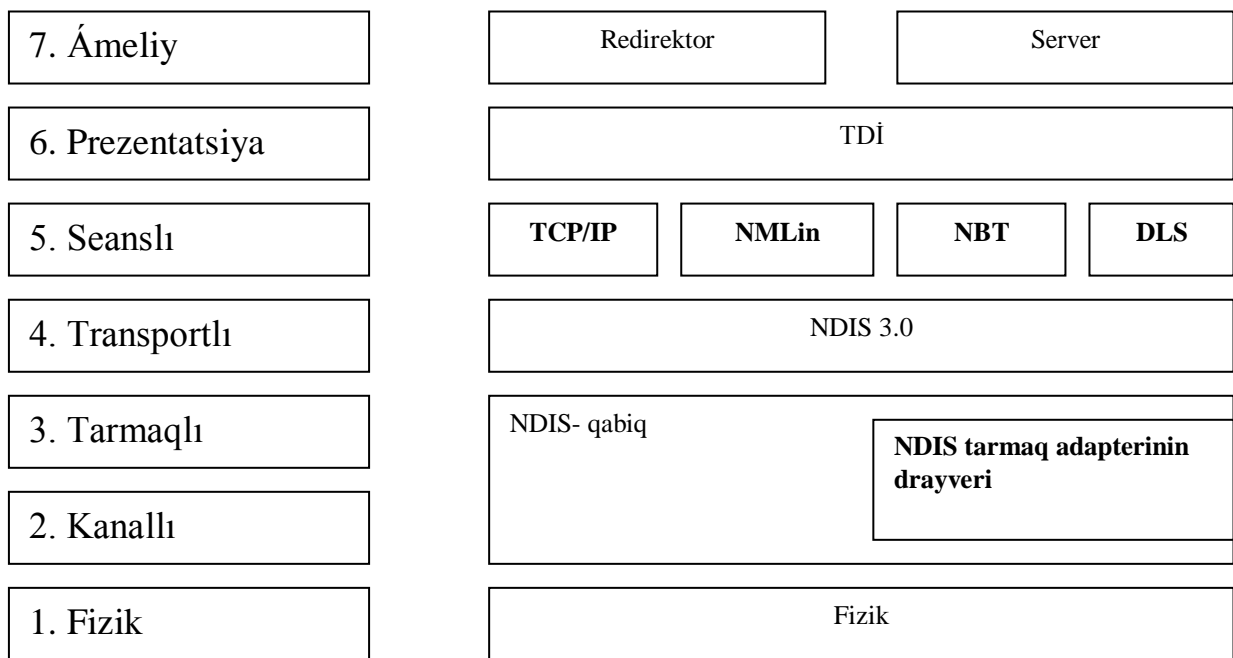 7. Ámeliy
Redirektor
Server
6. Prezentatsiya
TDİ
5. Seanslı
TCP/IP
NMLin
NBT
DLS
4. Transportlı
NDIS 3.0
3. Tarmaqlı
NDIS- qabiq
NDIS tarmaq adapterinin
drayveri
2. Kanallı
1. Fizik
Fizik